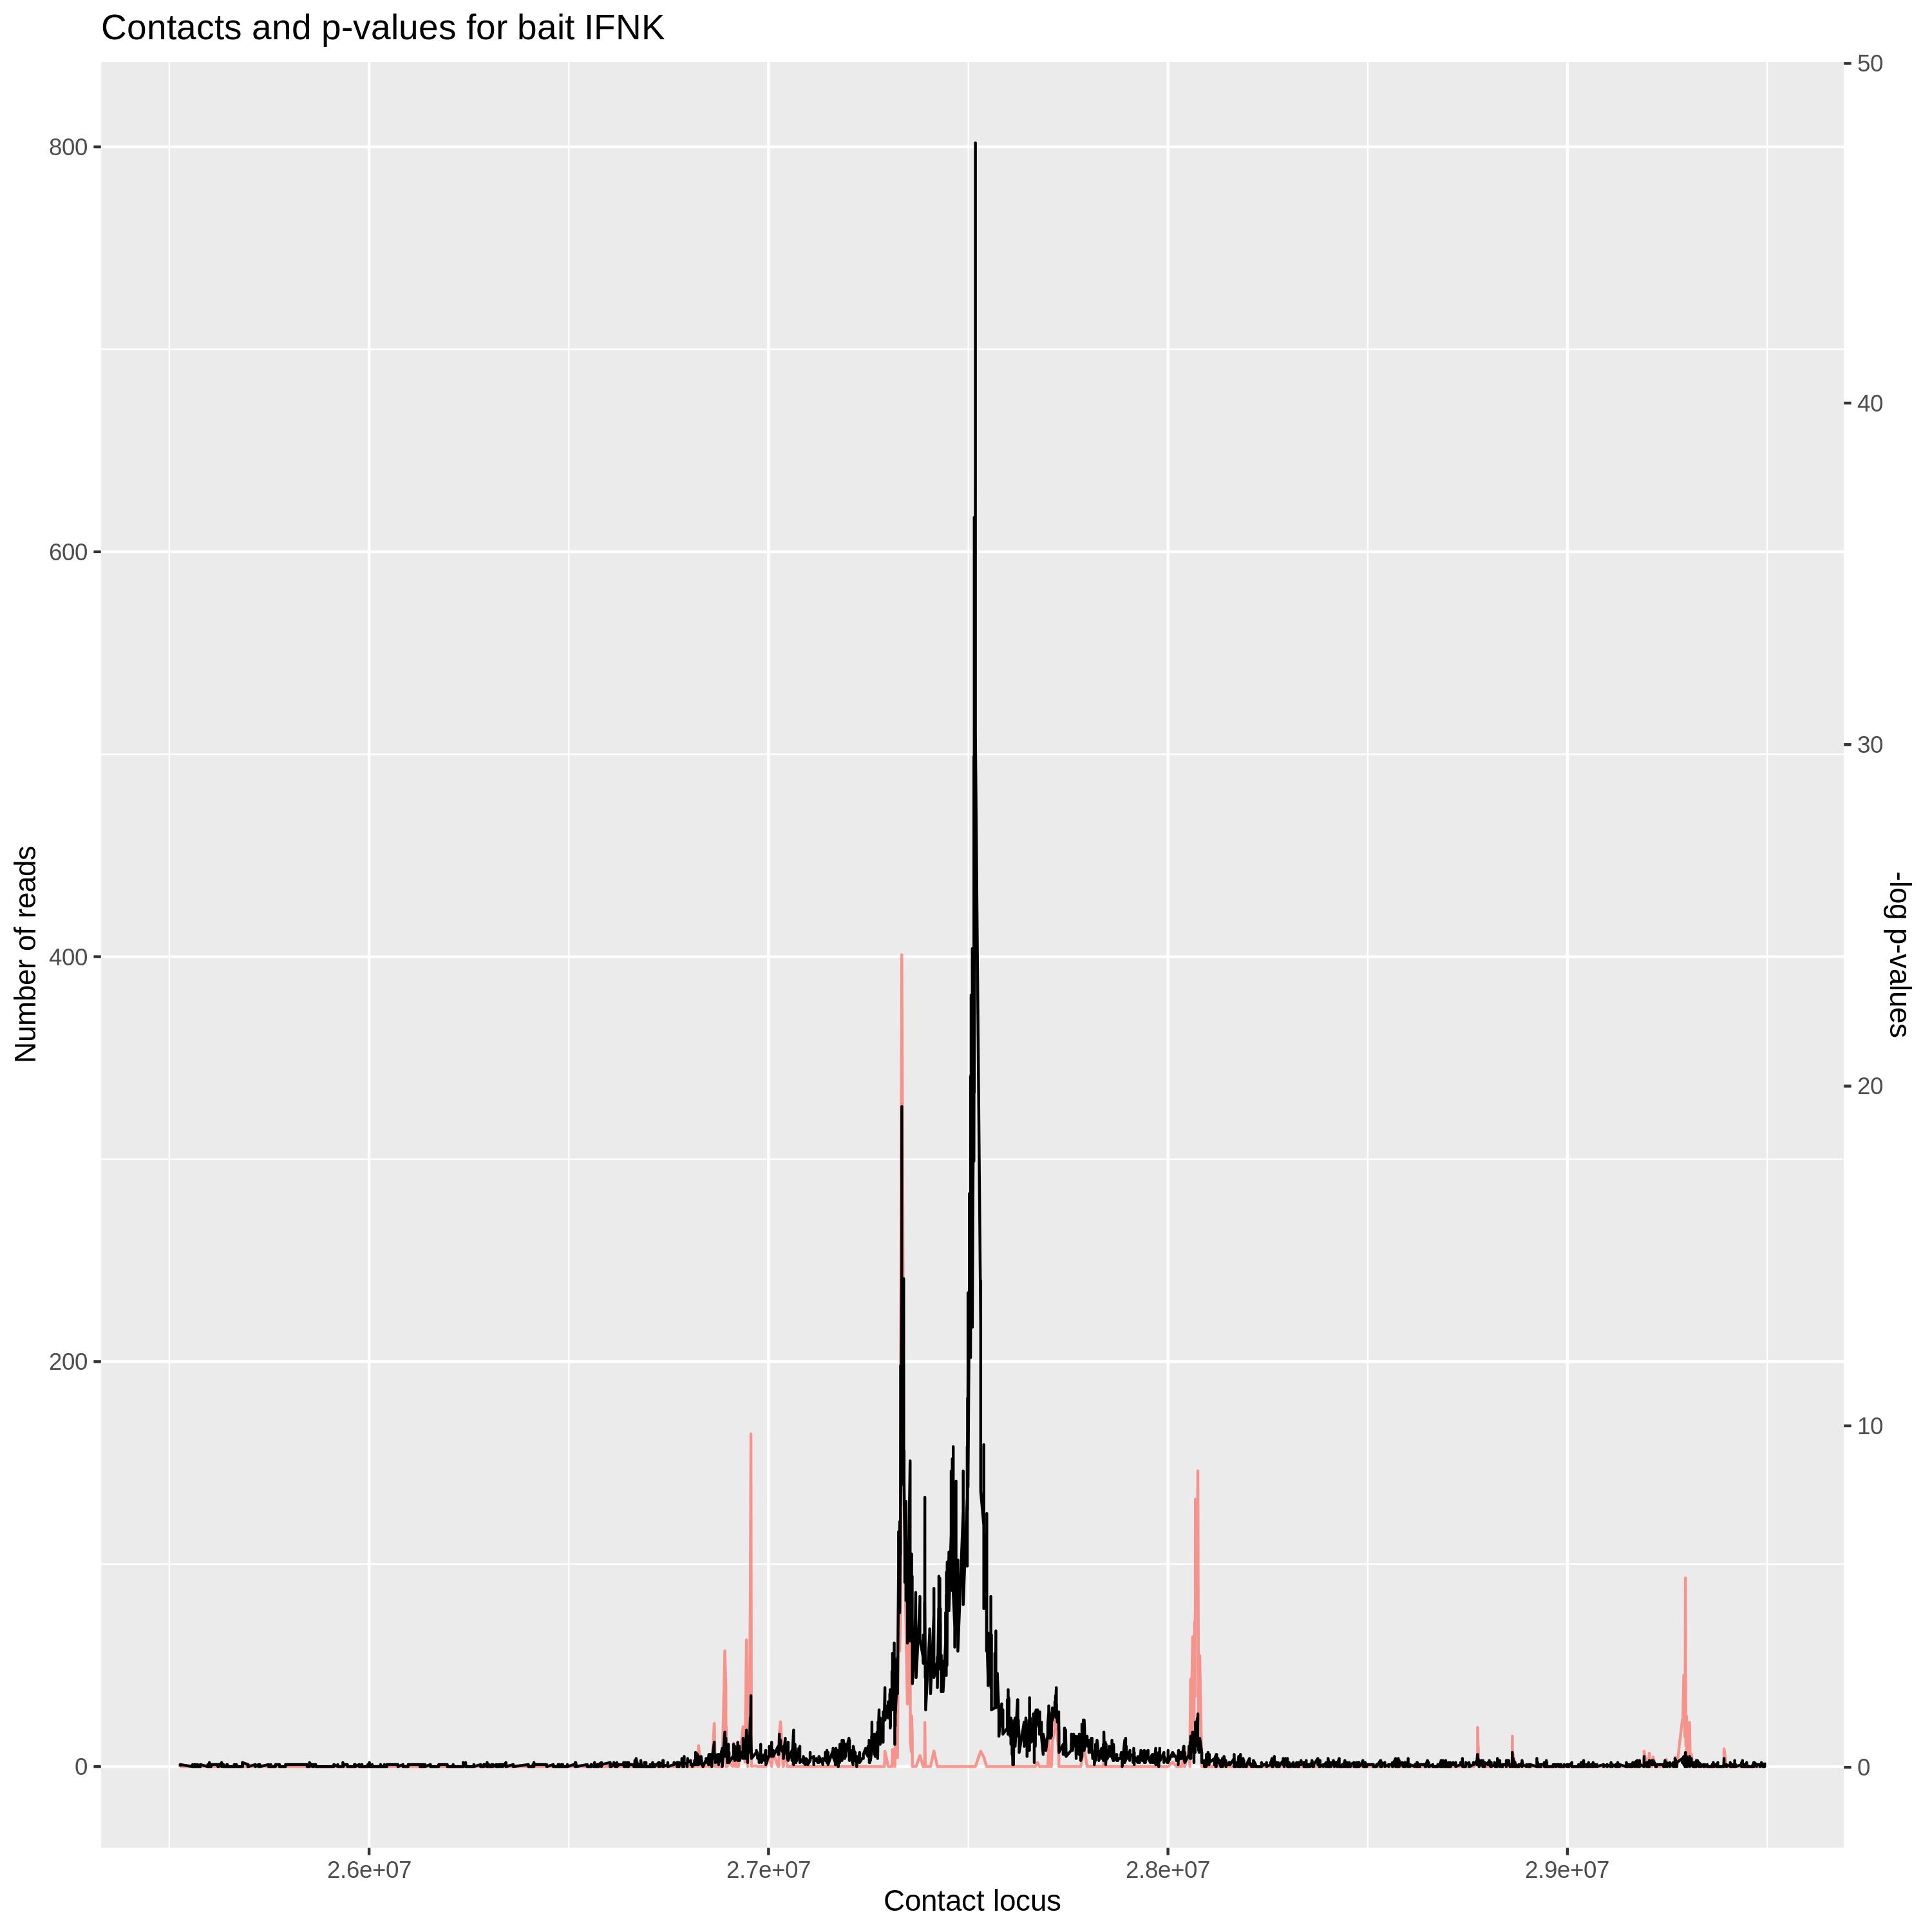 Contacts and p-values for bait IFNK
50
800
40
600
30
Number of reads
-log p-values
400
20
200
10
0
0
2.6e+07
2.7e+07
2.8e+07
2.9e+07
Contact locus